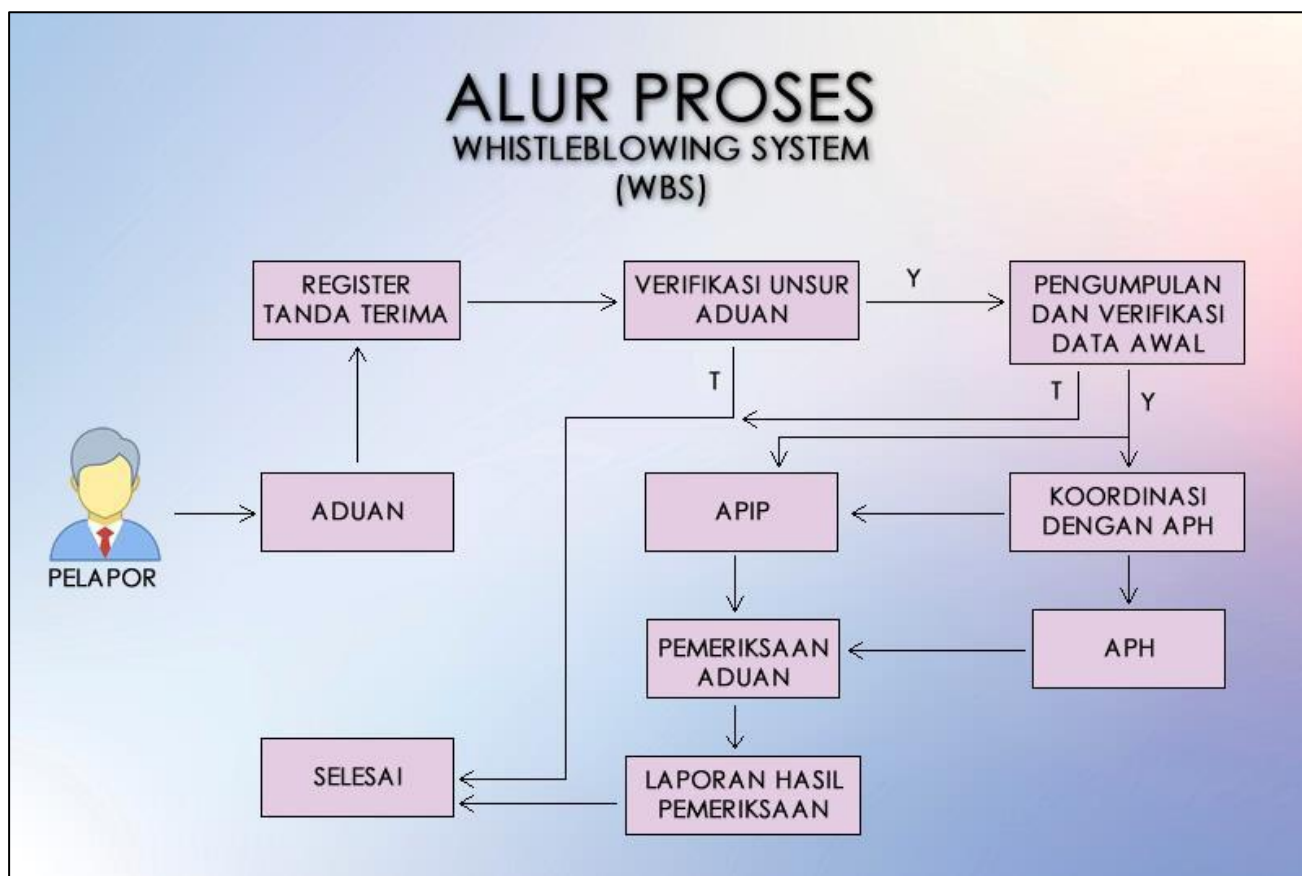 ALUR PROSES
WHISTLEBLOWING SYSTEM
(WBS)
REGISTER
TANDA TERIMA
VERIFIKASI UNSUR
ADUAN
Y
PENGUMPULAN
DAN VERIFIKASI
DATA AWAL
T
T
Y
PELAPOR
ADUAN
APIP
KOORDINASI
DENGAN APH
PEMERIKSAAN
ADUAN
APH
SELESAI
LAPORAN HASIL
PEMERIKSAAN